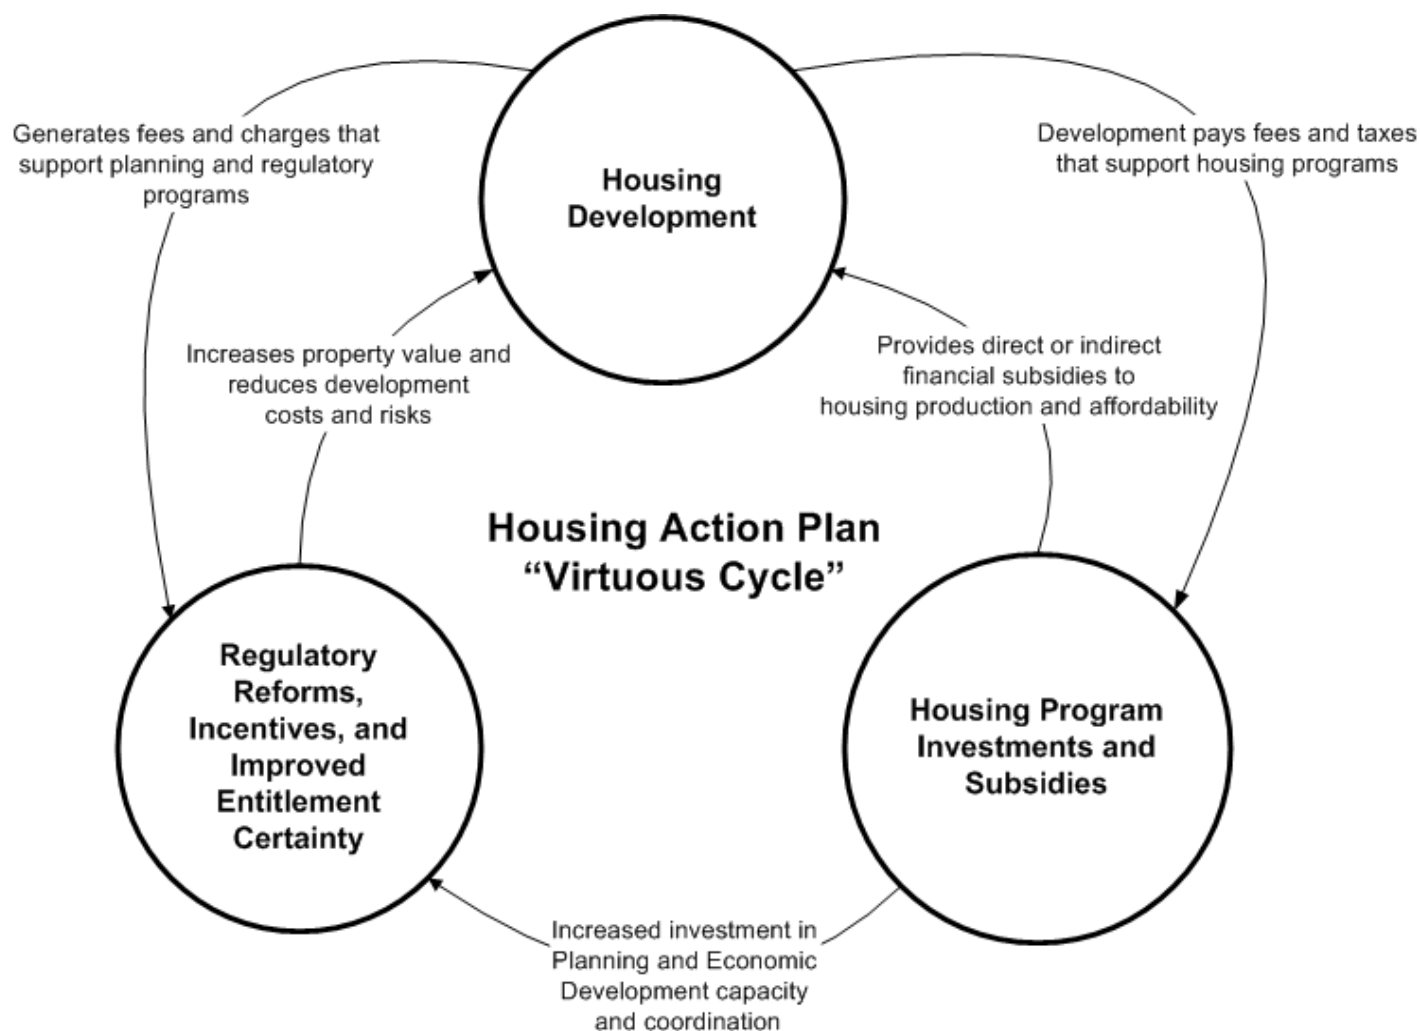 Generates fees and charges that
support planning and regulatory
programs
Housing
Development
Development pays fees and taxes
that support housing programs
Increases property value and
reduces development
costs and risks
Provides direct or indirect
financial subsidies to
housing production and affordability
Housing Action Plan
“Virtuous Cycle”
Regulatory
Reforms,
Incentives, and
Improved
Entitlement
Certainty
Housing Program
Investments and
Subsidies
Increased investment in
Planning and Economic
Development capacity
and coordination